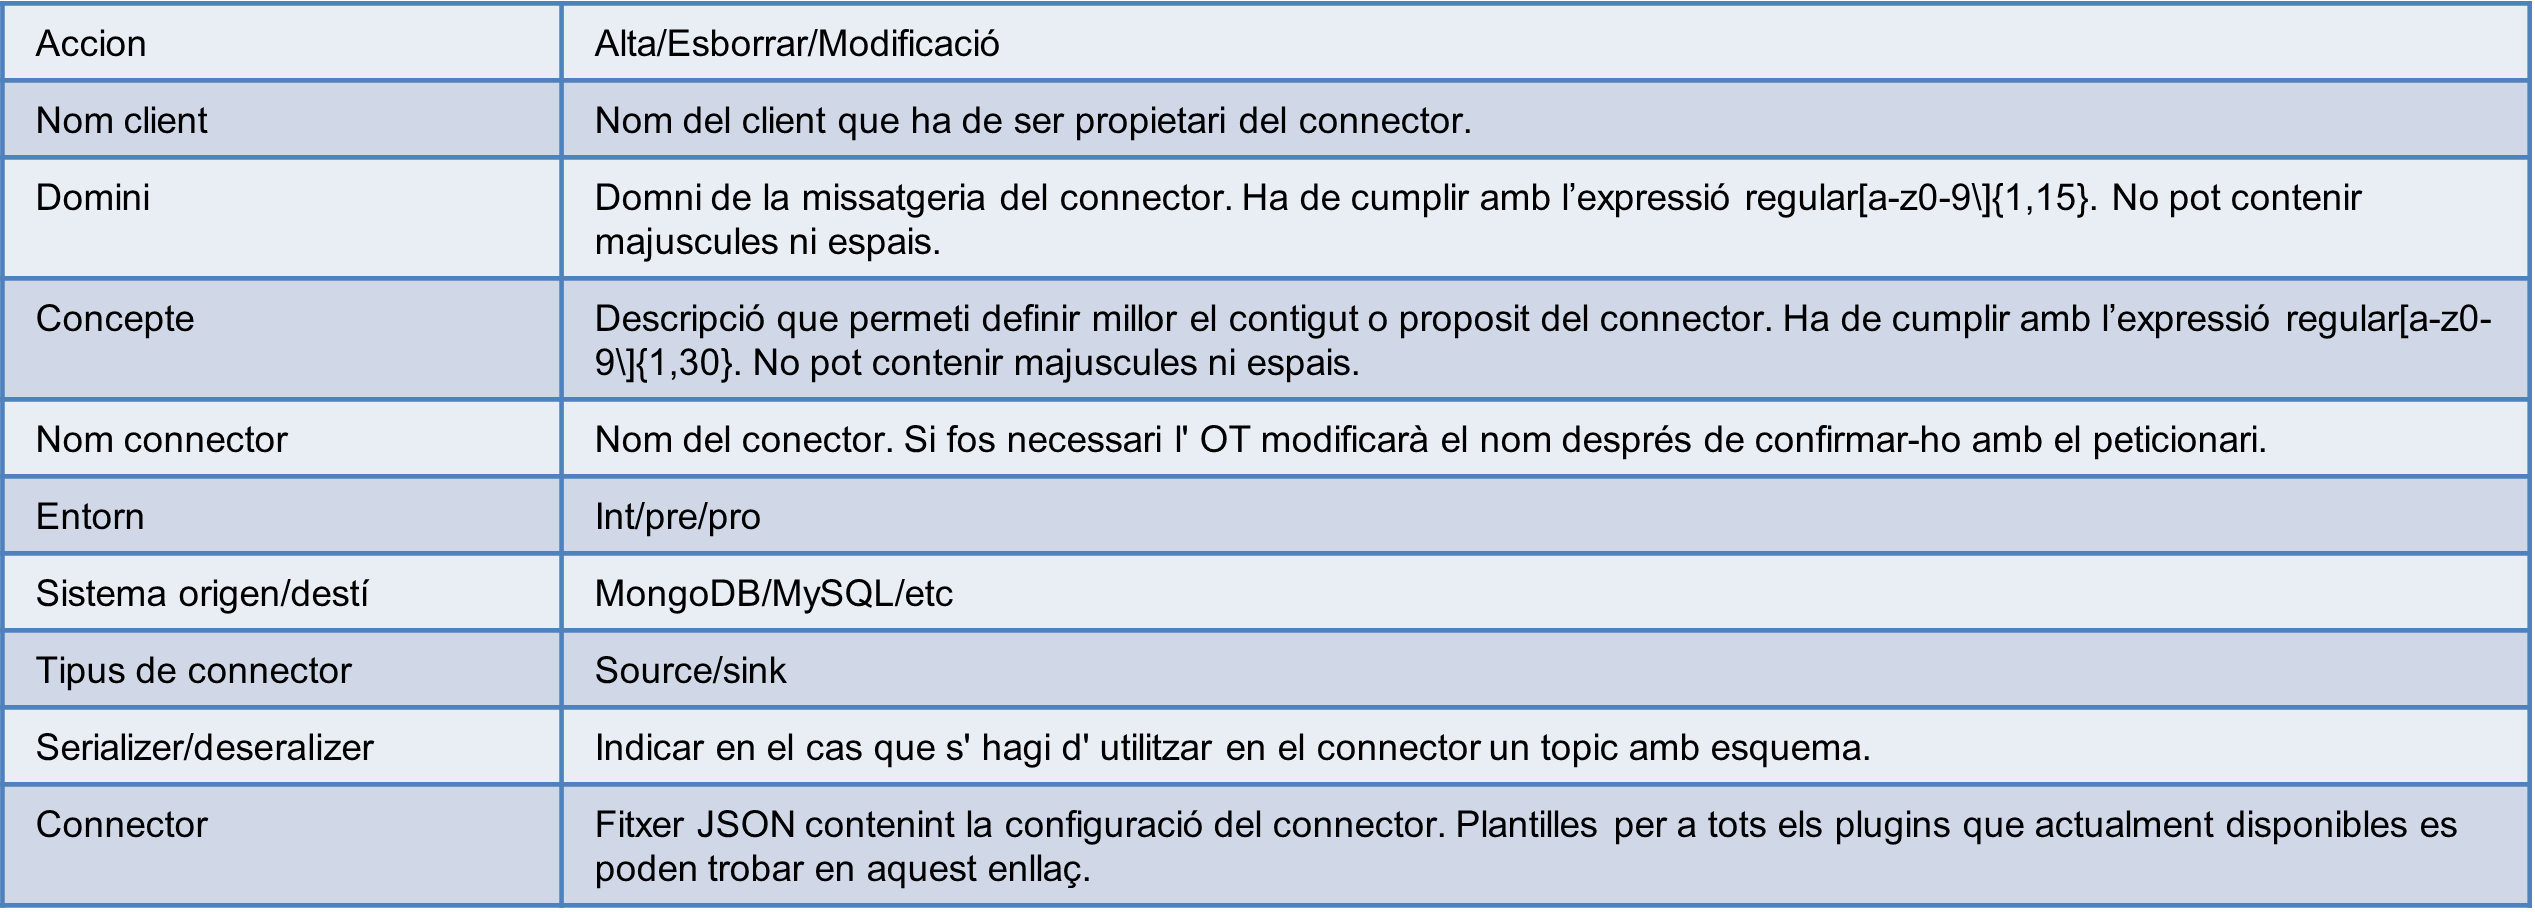 Accion
Alta/Esborrar/Modificació
Nom client
Nom del client que ha de ser propietari del connector.
Domini
Domni de la missatgeria del connector. Ha de cumplir amb l’expressió regular[a-z0-9\]{1,15}. No pot contenir
majuscules ni espais.
Concepte
Descripció que permeti definir millor el contigut o proposit del connector. Ha de cumplir amb l’expressió regular[a-z0-
9\]{1,30}. No pot contenir majuscules ni espais.
Nom connector
Nom del conector. Si fos necessari l' OT modificarà el nom després de confirmar-ho amb el peticionari.
Entorn
Int/pre/pro
Sistema origen/destí
MongoDB/MySQL/etc
Tipus de connector
Source/sink
Serializer/deseralizer
Indicar en el cas que s' hagi d' utilitzar en el connector un topic amb esquema.
Connector
Fitxer JSON contenint la configuració del connector. Plantilles per a tots els plugins que actualment disponibles es
poden trobar en aquest enllaç.